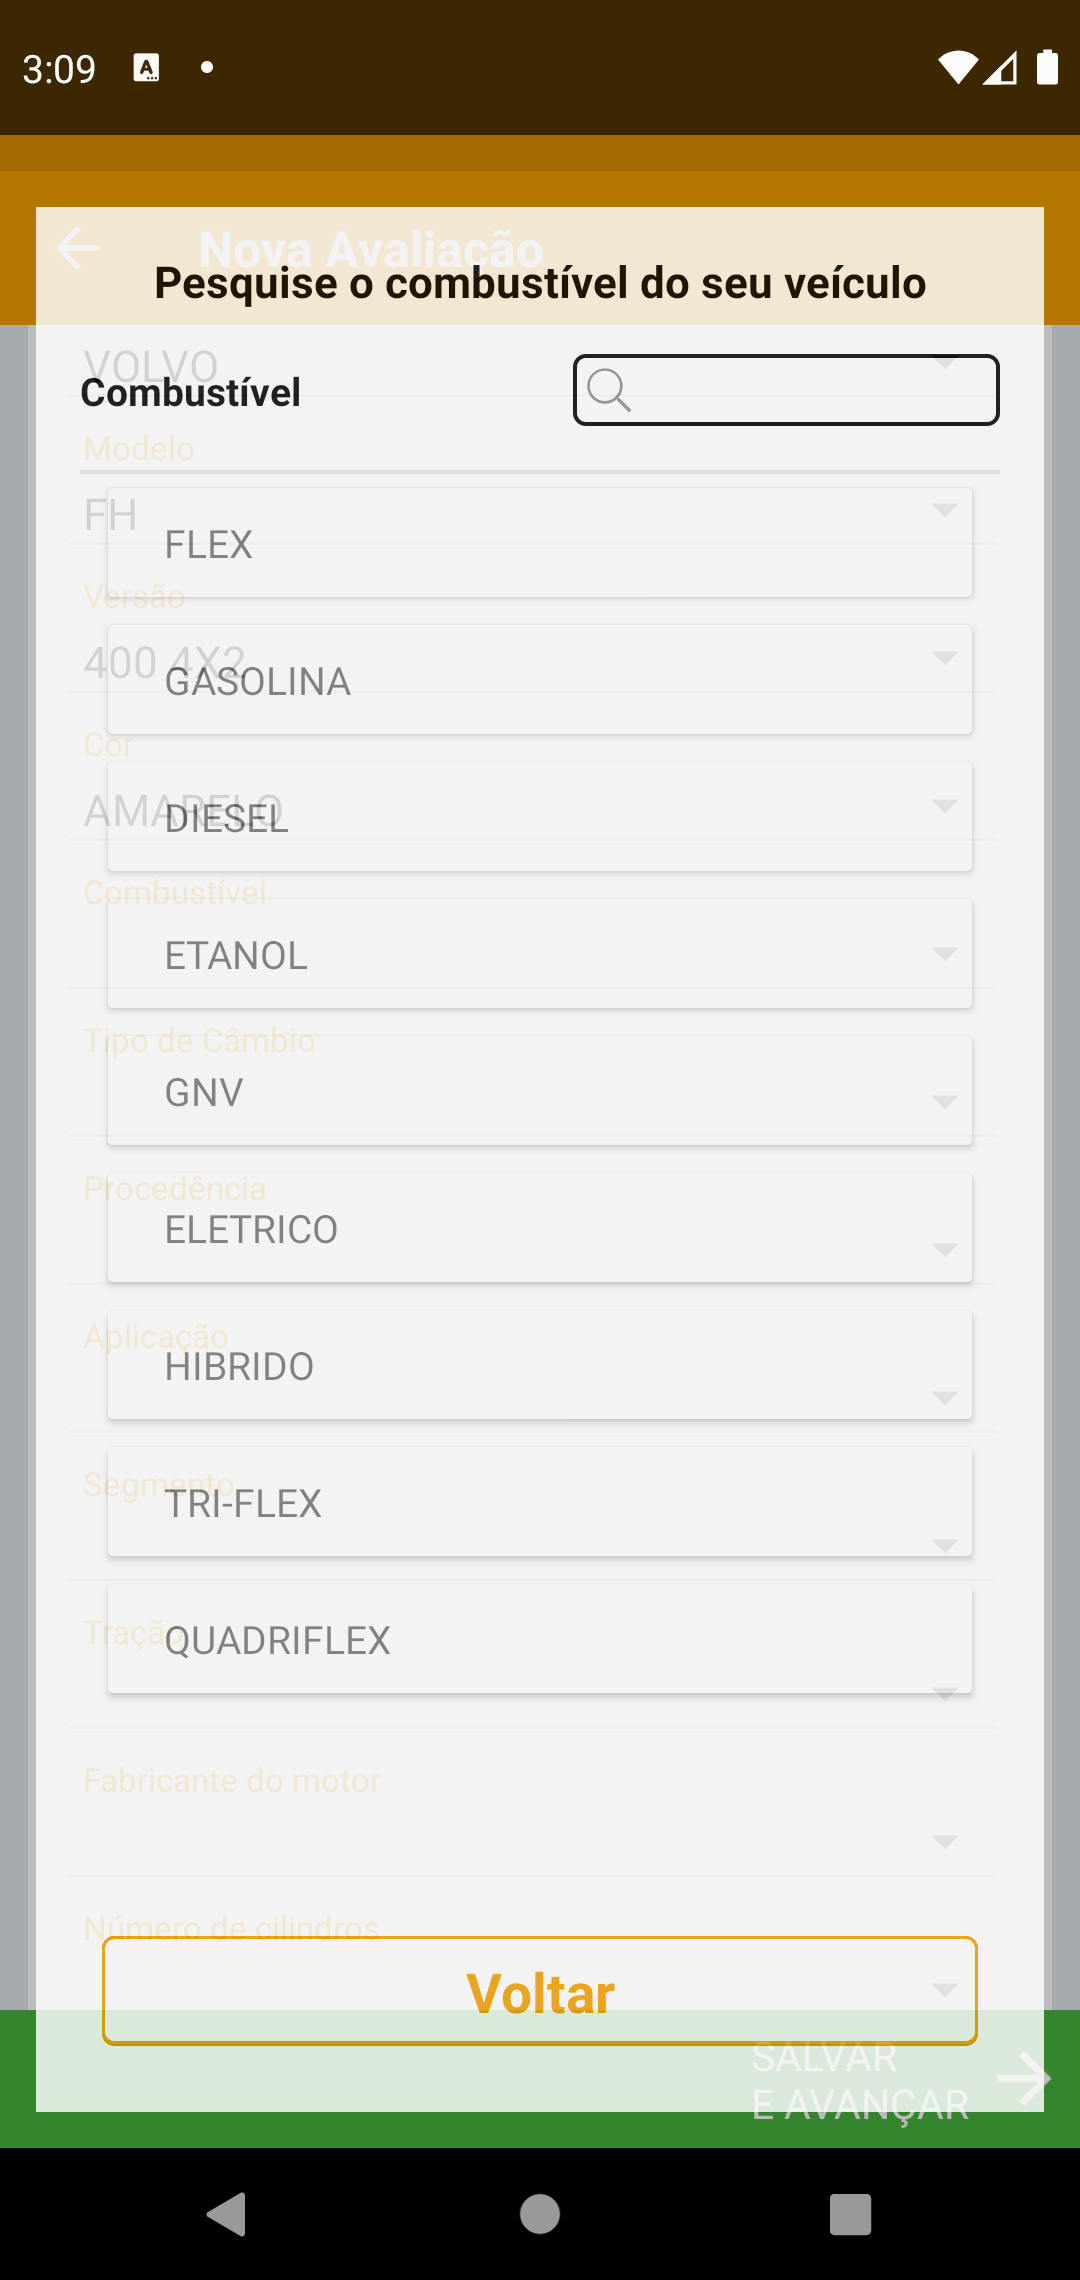 3:09
Nova Avaliação
Pesquise o combustível do seu veículo
VOLVO
Combustível
Modelo
FH
FLEX
Versão
400 4X2
GASOLINA
Cor
AMARELO
DIESEL
Combustível
ETANOL
Tipo de Câmbio
GNV
Procedência
ELETRICO
Aplicação
HIBRIDO
Segmento
TRI-FLEX
Tração
QUADRIFLEX
Fabricante do motor
Número de cilindros
Voltar
SALVAR
E AVANÇAR